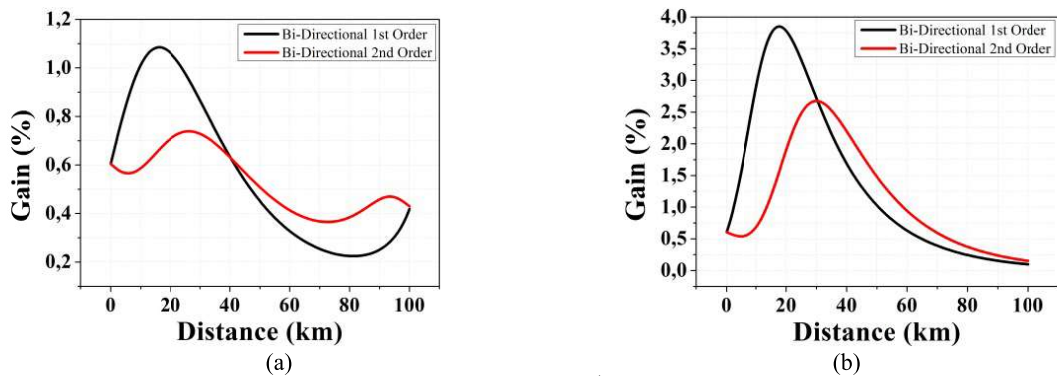 1,2
1,0
0,8
0,6
0,4
0,2
Gain (%)
Bi-Directional 1st Order
Bi-Directional 2nd Order
0 20 40 60 80 100
Distance (km)
(a)
4,0
3,5
3,0
2,5
2,0
1,5
1,0
0,5
0,0
Gain (%)
Bi-Directional 1st Order
Bi-Directional 2nd Order
0 20 40 60 80 100
Distance (km)
(b)